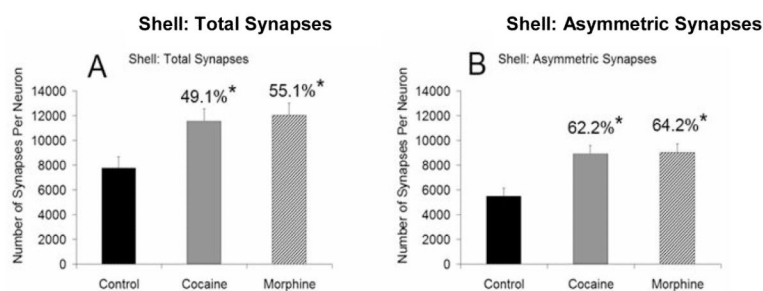 Shell: Total Synapses
Shell: Asymmetric Synapses
A
Shell: Total Synapses
Number of Synapses Per Neuron
14000
12000
10000
8000
6000
4000
2000
0
49.1%*
55.1%*
Control Cocaine Morphine
B
Shell: Asymmetric Synapses
Number of Synapses Per Neuron
14000
12000
10000
8000
6000
4000
2000
0
62.2%*
64.2%*
Control Cocaine Morphine